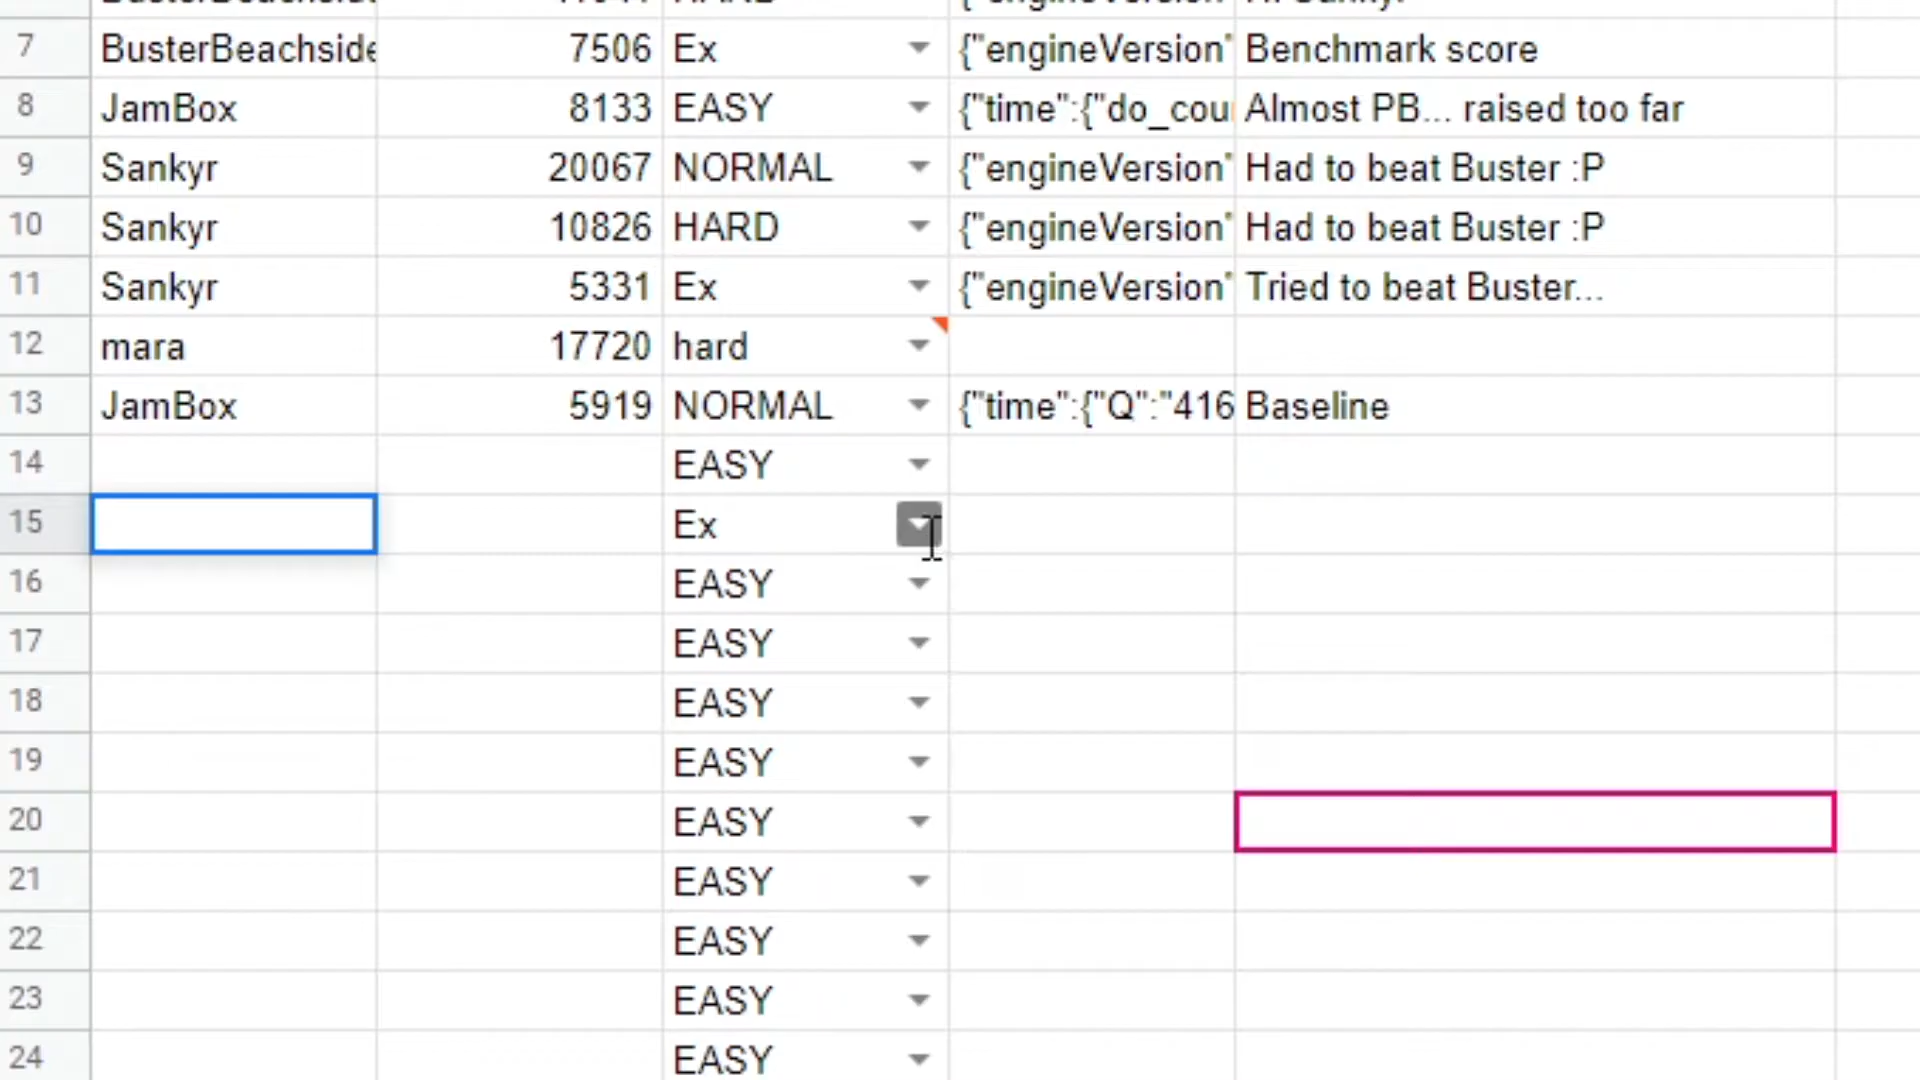 7 BusterBeachside 7506 Ex {"engineVersion" Benchmark score
8 JamBox 8133 EASY {"time":{"do_cou Almost PB... raised too far
9 Sankyr 20067 NORMAL {"engineVersion" Had to beat Buster :P
10 Sankyr 10826 HARD {"engineVersion" Had to beat Buster :P
11 Sankyr 5331 Ex {"engineVersion" Tried to beat Buster...
12 mara 17720 hard
13 JamBox 5919 NORMAL {"time":{"Q":"416 Baseline
14 EASY
15 Ex
16 EASY
17 EASY
18 EASY
19 EASY
20 EASY
21 EASY
22 EASY
23 EASY
24 EASY